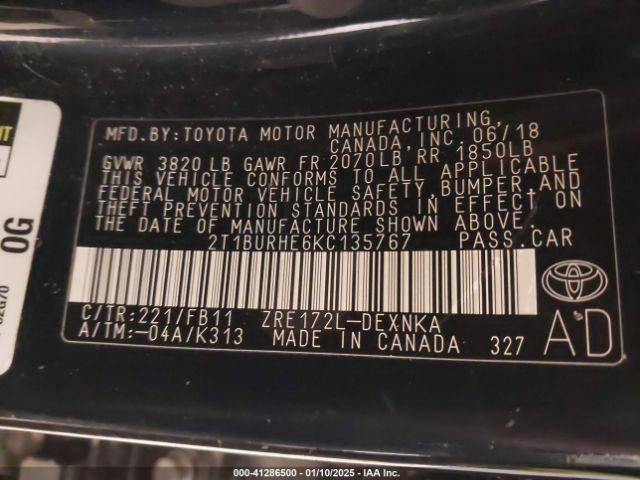 MFD.BY:TOYOTA MOTOR MANUFACTURING,
CANADA, INC. 06/18
GVWR 3820 LB GAWR FR 2070LB RR 1850LB
THIS VEHICLE CONFORMS TO ALL APPLICABLE
FEDERAL MOTOR VEHICLE SAFETY,BUMPER,AND
THEFT PREVENTION STANDARDS IN EFFECT ON
THE DATE OF MANUFACTURE SHOWN ABOVE.
2T1BURHE6KC135767 PASS.CAR
C/TR:221/FB11 ZRE172L-DEXNKA
A/TM:-04A/K313 MADE IN CANADA 327
A'D
0G
000-41286500 - 01/10/2025 - IAA Inc.